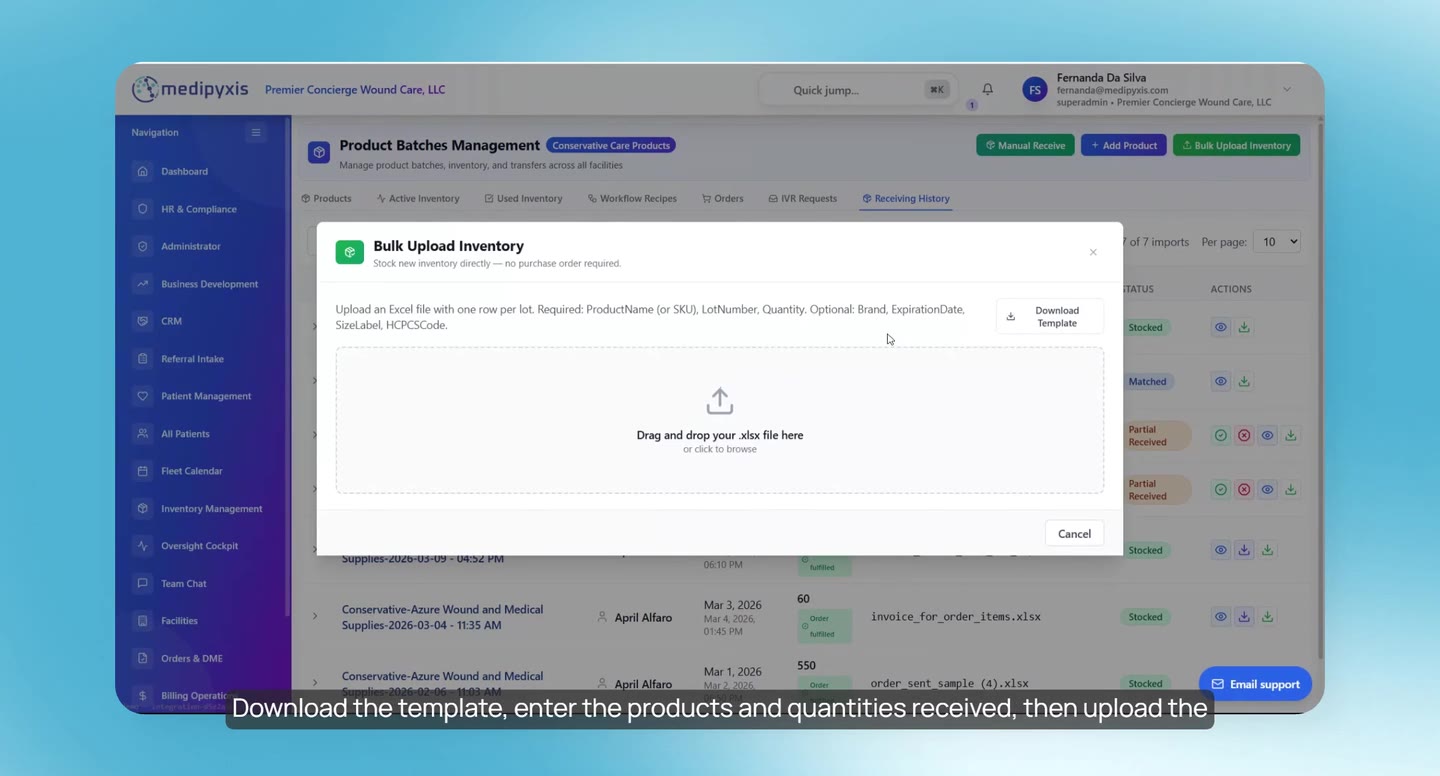 medipyxis
Premier Concierge Wound Care, LLC
Quick jump...
⌘K
1
FS
Fernanda Da Silva
fernanda@medipyxis.com
superadmin • Premier Concierge Wound Care, LLC
Navigation
Dashboard
HR & Compliance
Administrator
Business Development
CRM
Referral Intake
Patient Management
All Patients
Fleet Calendar
Inventory Management
Oversight Cockpit
Team Chat
Facilities
Orders & DME
Billing
Product Batches Management
Conservative Care Products
Manage product batches, inventory, and transfers across all facilities
Manual Receive
+ Add Product
Bulk Upload Inventory
Products
Active Inventory
Used Inventory
Workflow Recipes
Orders
IVR Requests
Receiving History
7 of 7 imports
Per page:
10
STATUS
ACTIONS
Stocked
Matched
Partial
Received
Partial
Received
Bulk Upload Inventory
Stock new inventory directly — no purchase order required.
Upload an Excel file with one row per lot. Required: ProductName (or SKU), LotNumber, Quantity. Optional: Brand, ExpirationDate,
SizeLabel, HCPCSCode.
Download
Template
Drag and drop your .xlsx file here
or click to browse
Cancel
Supplies-2026-03-09 - 04:52 PM
06:10 PM
fulfilled
Stocked
Conservative-Azure Wound and Medical
Supplies-2026-03-04 - 11:35 AM
April Alfaro
Mar 3, 2026
Mar 4, 2026,
01:45 PM
60
Order
fulfilled
invoice_for_order_items.xlsx
Stocked
Conservative-Azure Wound and Medical
Supplies-2026-02-06 - 11:03 AM
April Alfaro
Mar 1, 2026
Mar 2, 2026,
550
Order
order_sent_sample (4).xlsx
Stocked
Email support
Download the template, enter the products and quantities received, then upload the